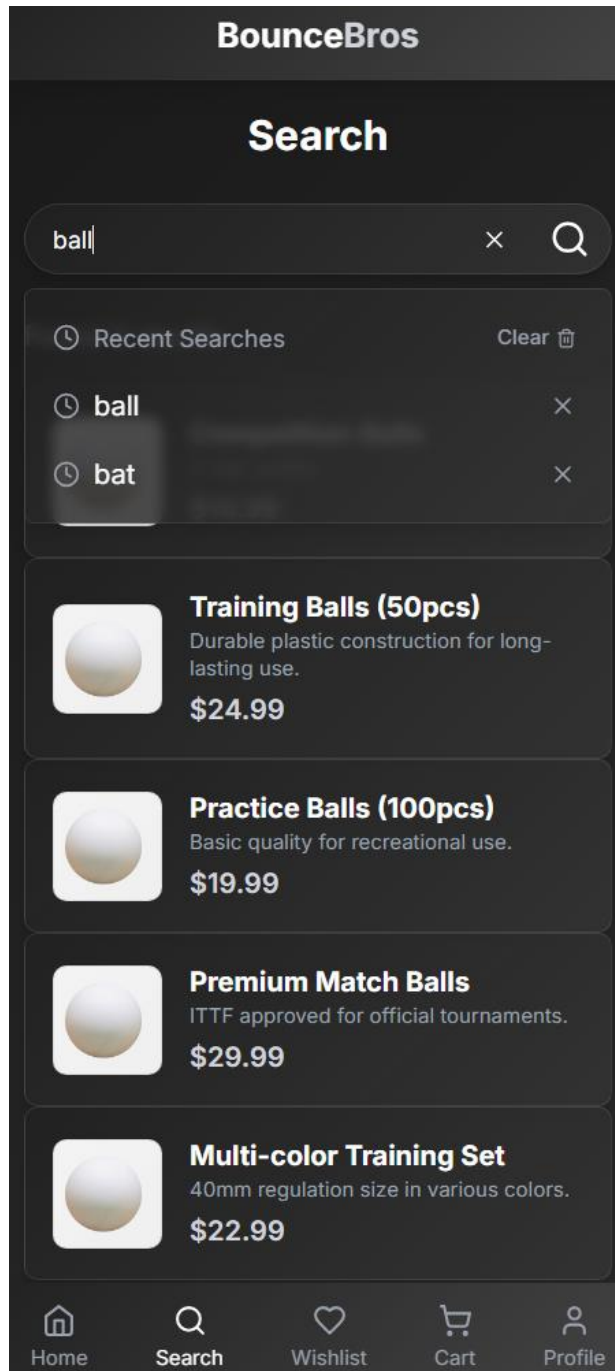 BounceBros
Search
ball
Recent Searches
Clear
ball
bat
Training Balls (50pcs)
Durable plastic construction for long-
lasting use.
$24.99
Practice Balls (100pcs)
Basic quality for recreational use.
$19.99
Premium Match Balls
ITTF approved for official tournaments.
$29.99
Multi-color Training Set
40mm regulation size in various colors.
$22.99
Home
Search
Wishlist
Cart
Profile